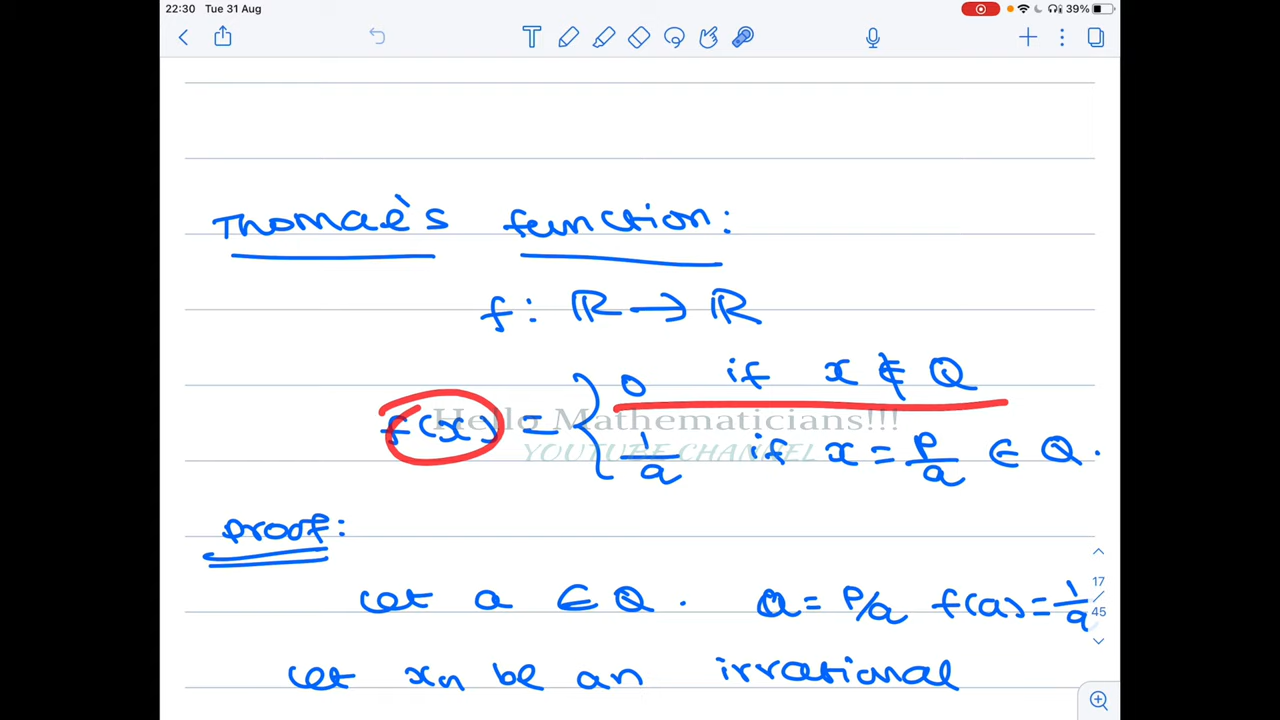 22:30 Tue 31 Aug 39%
Thomae's function:
f: ℝ → ℝ
f(x) = { 0 if x ∉ Q
1/q if x = p/q ∈ Q.
Hello Mathematicians!!!
YOUTUBE CHANNEL
Proof:
Let a ∈ Q. a = p/q f(a) = 1/q
Let xn be an irrational
17
/
45